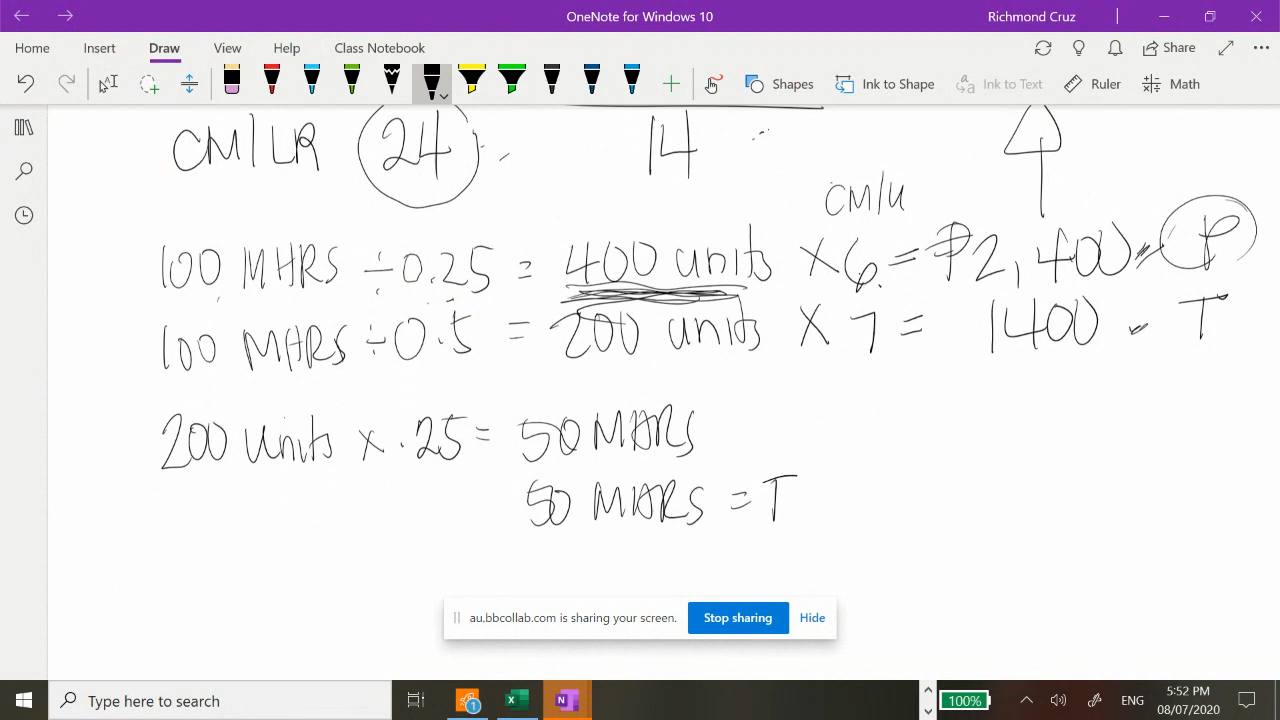 OneNote for Windows 10
Richmond Cruz
Home Insert Draw View Help Class Notebook Share
Shapes Ink to Shape Ink to Text Ruler Math
CM/LR 24 14
CM/u
100 MHRS ÷ 0.25 = 400 units x 6 = ₱2,400 - P
100 MHRS ÷ 0.5 = 200 units x 7 = 1400 - T
200 units x .25 = 50 MHRS
50 MHRS = T
au.bbcollab.com is sharing your screen. Stop sharing Hide
Type here to search
1
100%
ENG
5:52 PM
08/07/2020